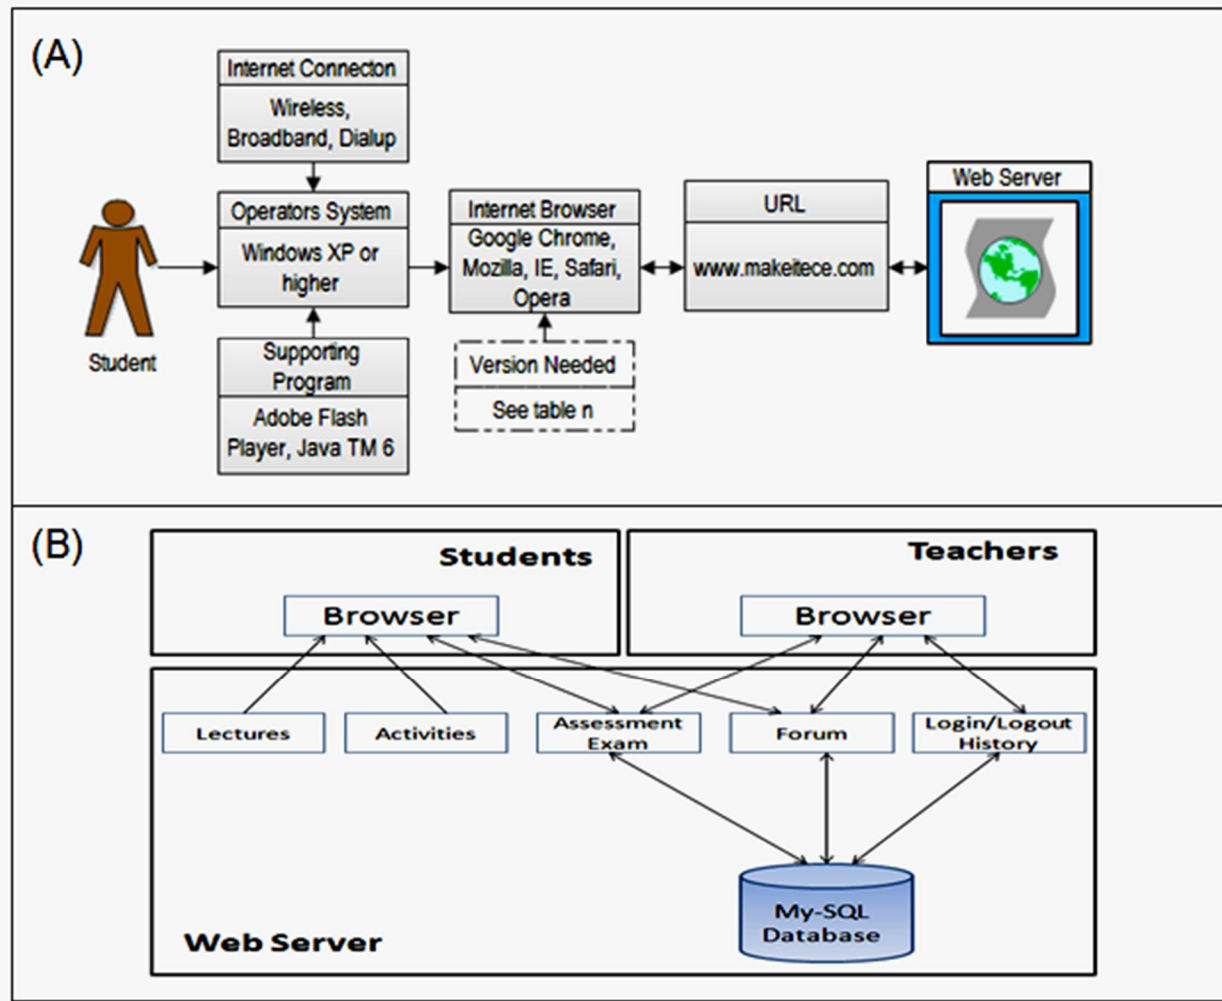 (A)
Internet Connecton
Wireless,
Broadband, Dialup
Operators System
Windows XP or
higher
Supporting
Program
Adobe Flash
Player, Java TM 6
Student
Internet Browser
Google Chrome,
Mozilla, IE, Safari,
Opera
Version Needed
See table n
URL
www.makeitece.com
Web Server
(B)
Students
Browser
Teachers
Browser
Lectures
Activities
Assessment
Exam
Forum
Login/Logout
History
My-SQL
Database
Web Server